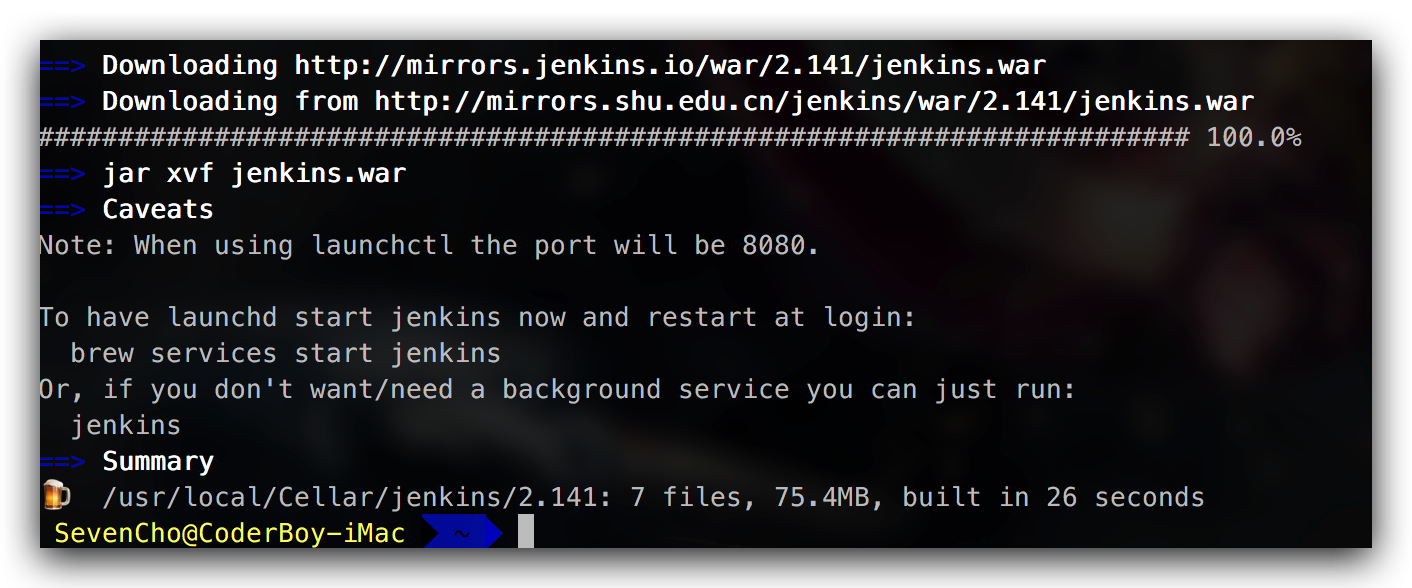 ==> Downloading http://mirrors.jenkins.io/war/2.141/jenkins.war
==> Downloading from http://mirrors.shu.edu.cn/jenkins/war/2.141/jenkins.war
######################################################################## 100.0%
==> jar xvf jenkins.war
==> Caveats
Note: When using launchctl the port will be 8080.
To have launchd start jenkins now and restart at login:
brew services start jenkins
Or, if you don't want/need a background service you can just run:
jenkins
==> Summary
🍺 /usr/local/Cellar/jenkins/2.141: 7 files, 75.4MB, built in 26 seconds
SevenCho@CoderBoy-iMac ~